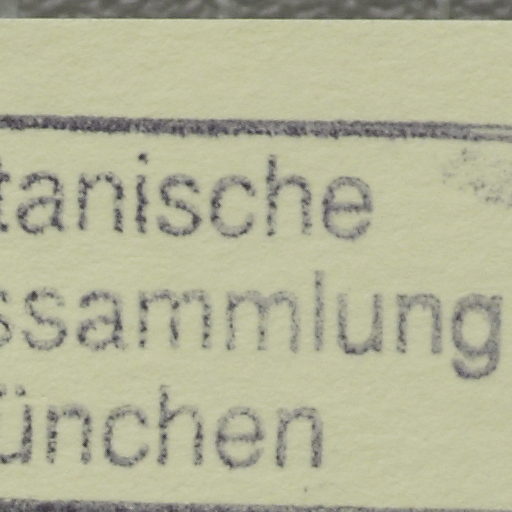 tanische
ssammlung
ünchen